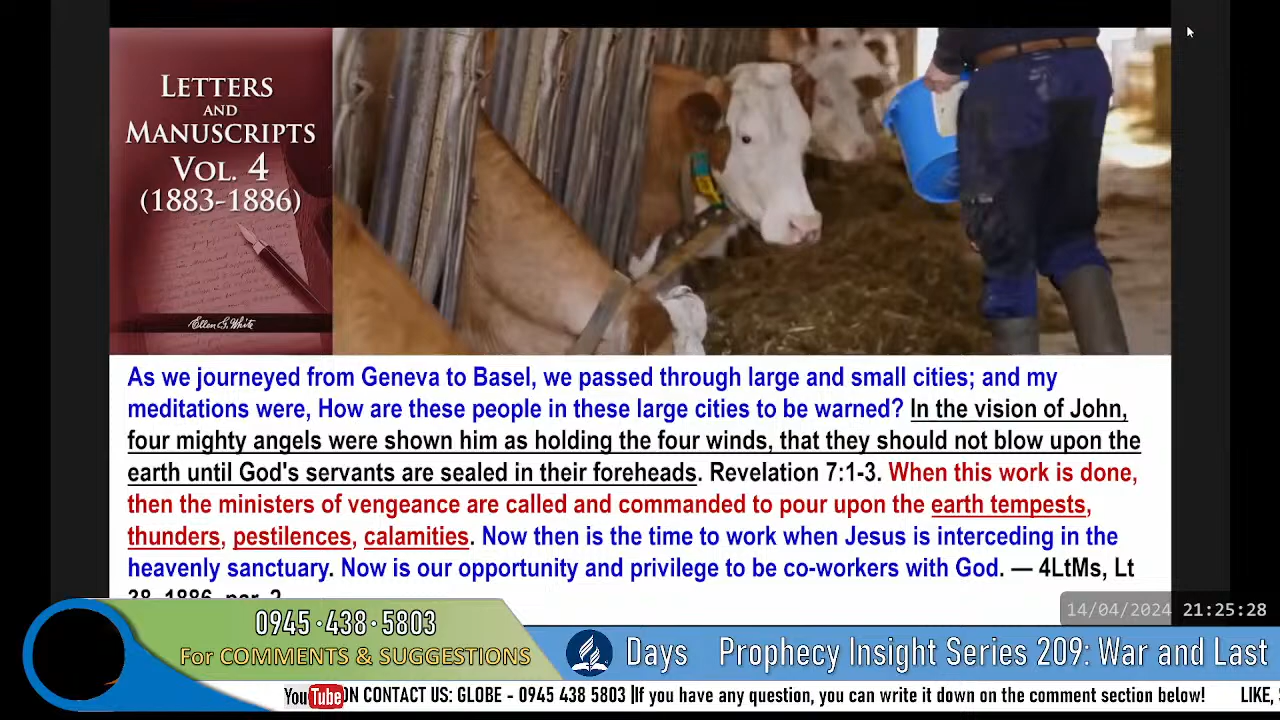 LETTERS
AND
MANUSCRIPTS
VOL. 4
(1883-1886)
Ellen G. White
As we journeyed from Geneva to Basel, we passed through large and small cities; and my
meditations were, How are these people in these large cities to be warned? In the vision of John,
four mighty angels were shown him as holding the four winds, that they should not blow upon the
earth until God's servants are sealed in their foreheads. Revelation 7:1-3. When this work is done,
then the ministers of vengeance are called and commanded to pour upon the earth tempests,
thunders, pestilences, calamities. Now then is the time to work when Jesus is interceding in the
heavenly sanctuary. Now is our opportunity and privilege to be co-workers with God. — 4LtMs, Lt
38, 1886, par. 2
14/04/2024 21:25:28
0945·438·5803
For COMMENTS & SUGGESTIONS
Days Prophecy Insight Series 209: War and Last
YouTube ON CONTACT US: GLOBE - 0945 438 5803 |If you have any question, you can write it down on the comment section below! LIKE,